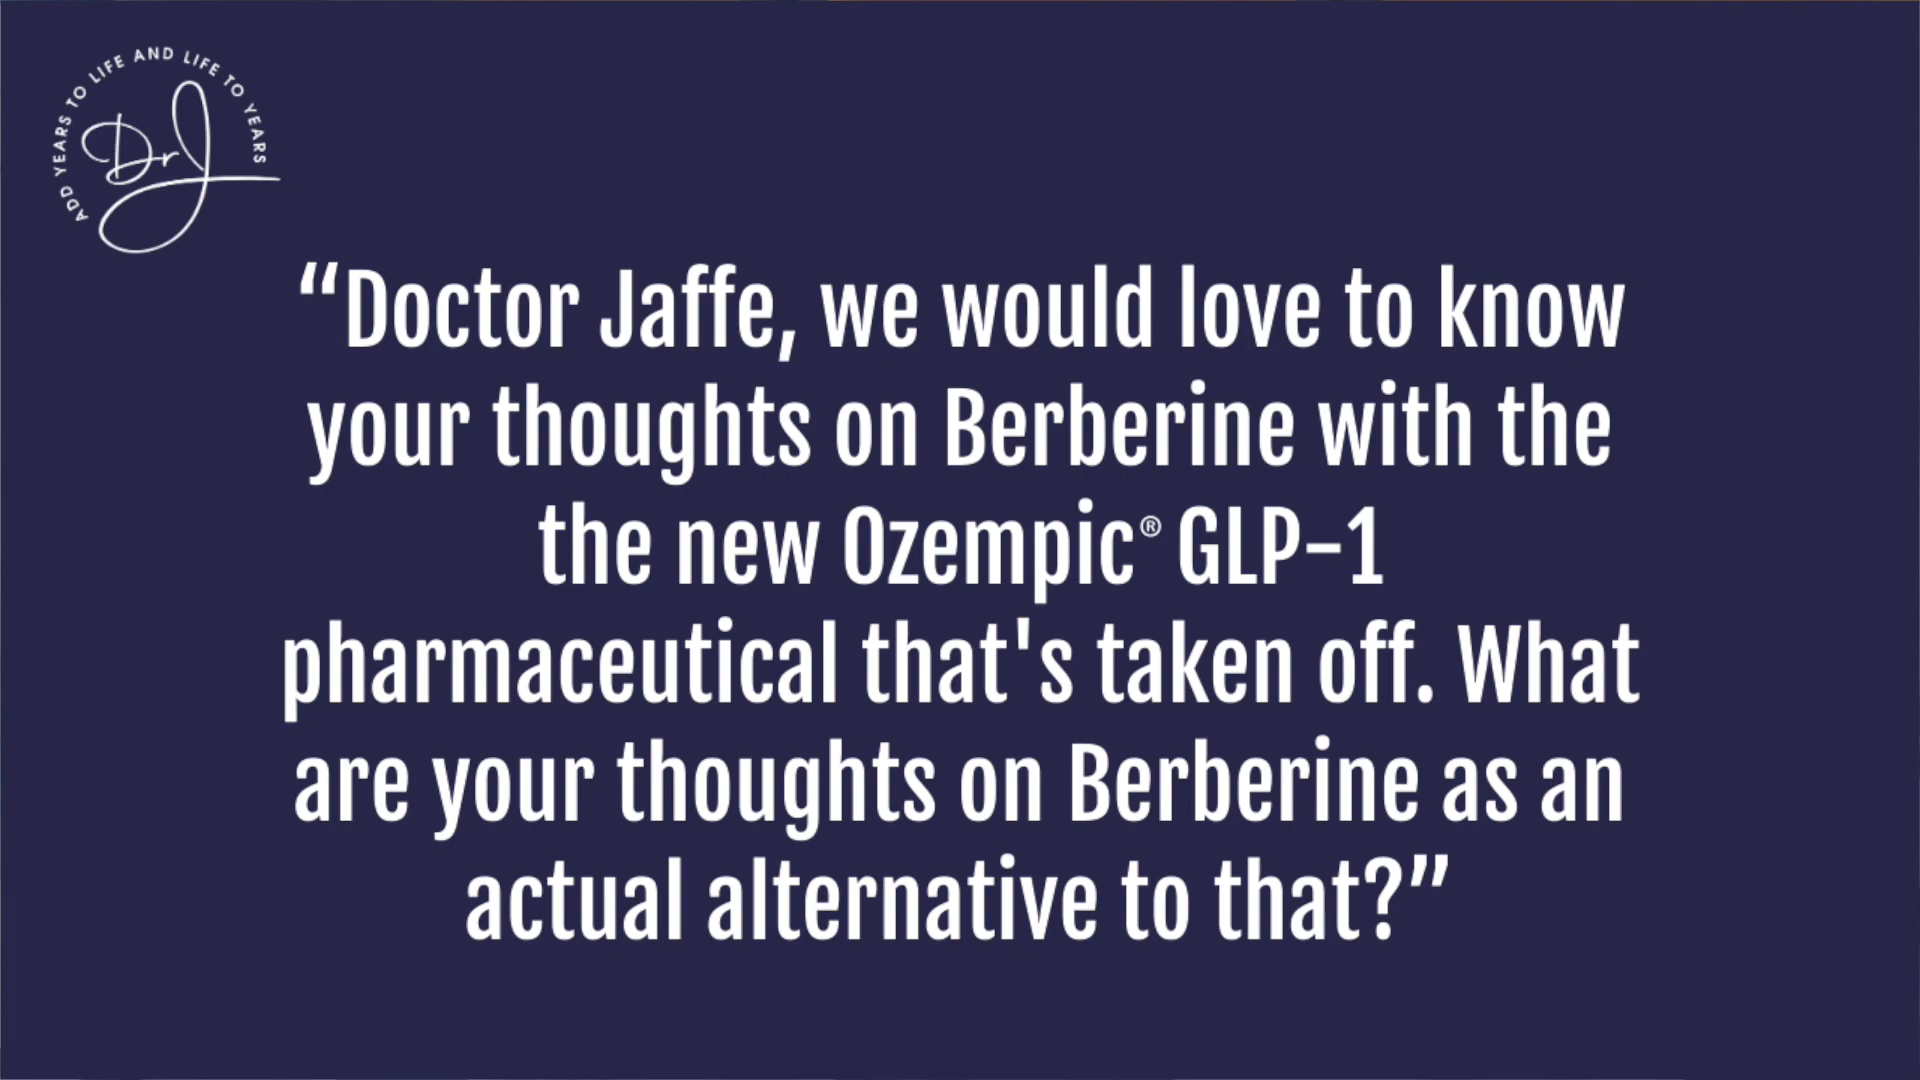 ADD YEARS TO LIFE AND LIFE TO YEARS
DrJ
“Doctor Jaffe, we would love to know
your thoughts on Berberine with the
the new Ozempic® GLP-1
pharmaceutical that's taken off. What
are your thoughts on Berberine as an
actual alternative to that?”